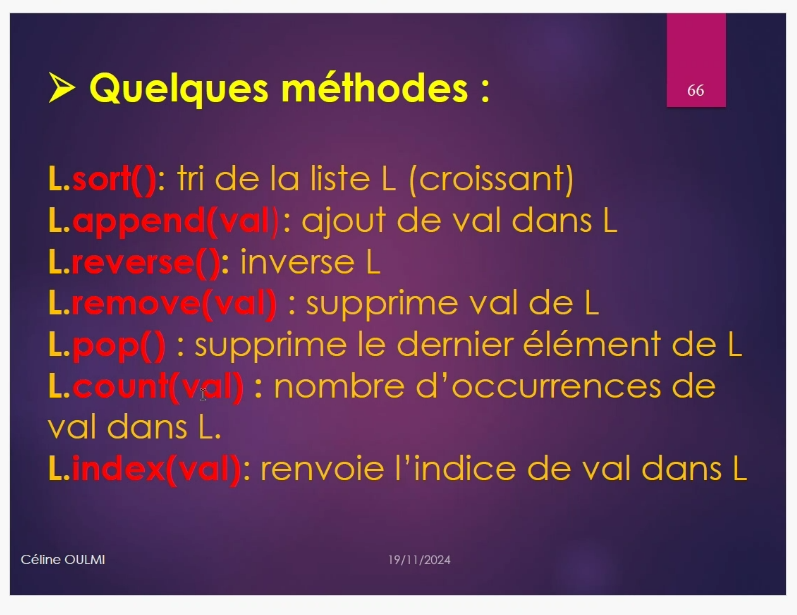 ➢ Quelques méthodes :
66
L.sort(): tri de la liste L (croissant)
L.append(val): ajout de val dans L
L.reverse(): inverse L
L.remove(val) : supprime val de L
L.pop() : supprime le dernier élément de L
L.count(val) : nombre d’occurrences de
val dans L.
L.index(val): renvoie l’indice de val dans L
Céline OULMI
19/11/2024